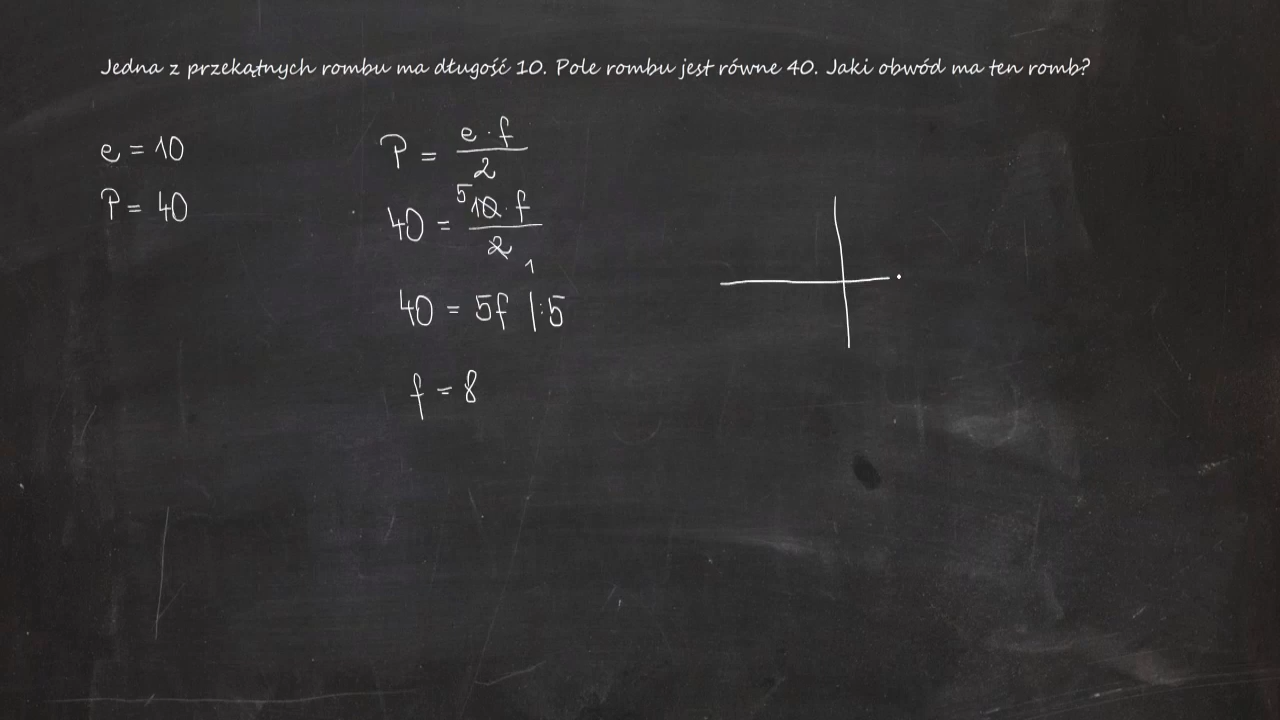 Jedna z przekątnych rombu ma długość 10. Pole rombu jest równe 40. Jaki obwód ma ten romb?
e = 10
P = 40
P = e · f / 2
40 = 5 10 · f / 2 1
40 = 5f |:5
f = 8